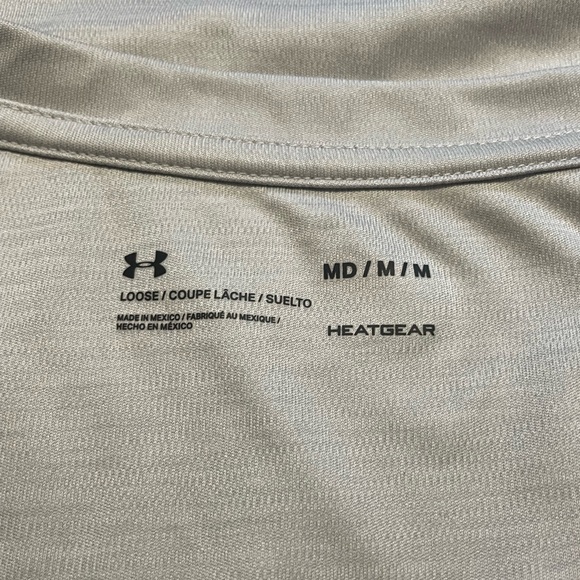 LOOSE / COUPE LÂCHE / SUELTO
MADE IN MEXICO / FABRIQUÉ AU MEXIQUE /
HECHO EN MÉXICO
MD / M / M
HEATGEAR